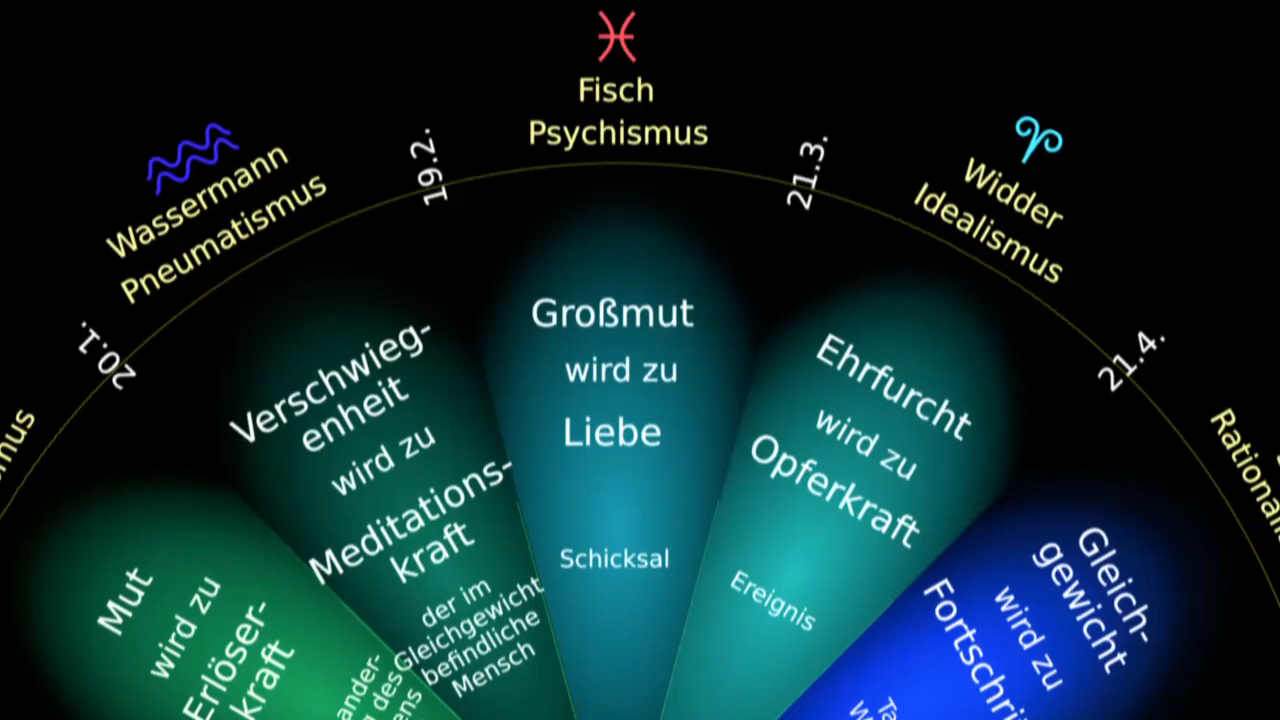 Fisch
Psychismus
Wassermann
Pneumatismus
Widder
Idealismus
20.1.
19.2.
21.3.
21.4.
Mut
wird zu
Erlöser-
kraft
Verschwieg-
enheit
wird zu
Meditations-
kraft
der im
Gleichgewicht
befindliche
Mensch
Großmut
wird zu
Liebe
Schicksal
Ehrfurcht
wird zu
Opferkraft
Ereignis
Gleich-
gewicht
wird zu